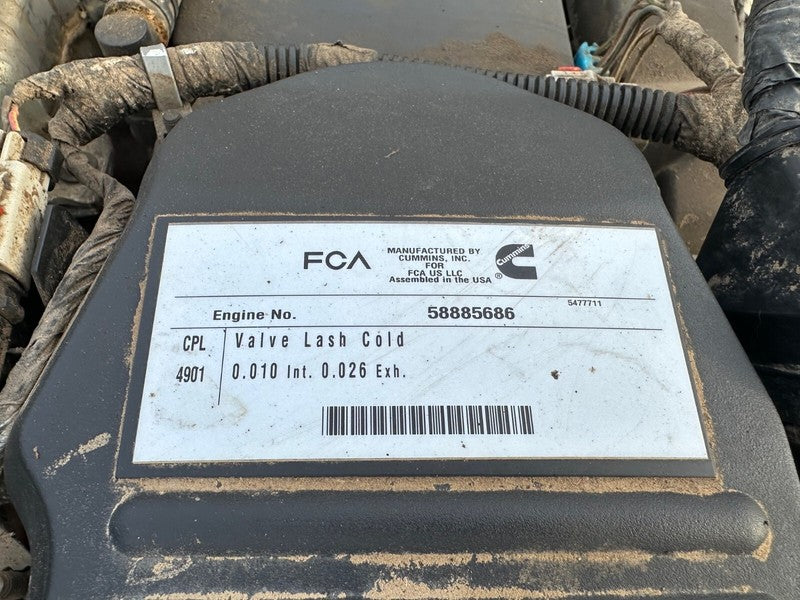 FCA
MANUFACTURED BY
CUMMINS, INC.
FOR
FCA US LLC
Assembled in the USA
Cummins
®
5477711
Engine No. 58885686
CPL Valve Lash Cold
4901 0.010 Int. 0.026 Exh.